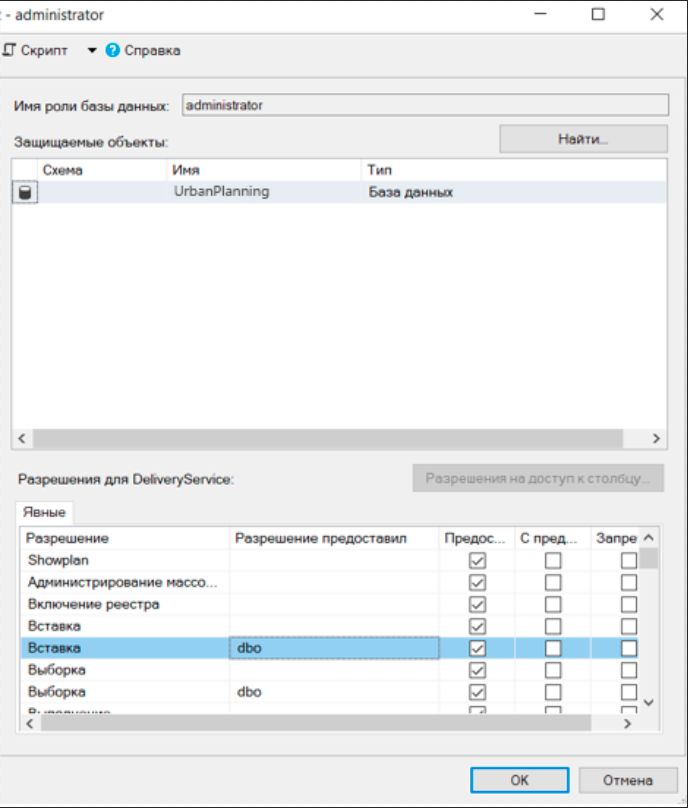 - administrator
Скрипт Справка
Имя роли базы данных: administrator
Защищаемые объекты: Найти...
Схема Имя Тип
UrbanPlanning База данных
Разрешения для DeliveryService: Разрешения на доступ к столбцу...
Явные
Разрешение Разрешение предоставил Предос... С пред... Запре
Showplan
Администрирование массо...
Включение реестра
Вставка
Вставка dbo
Выборка
Выборка dbo
ОК Отмена